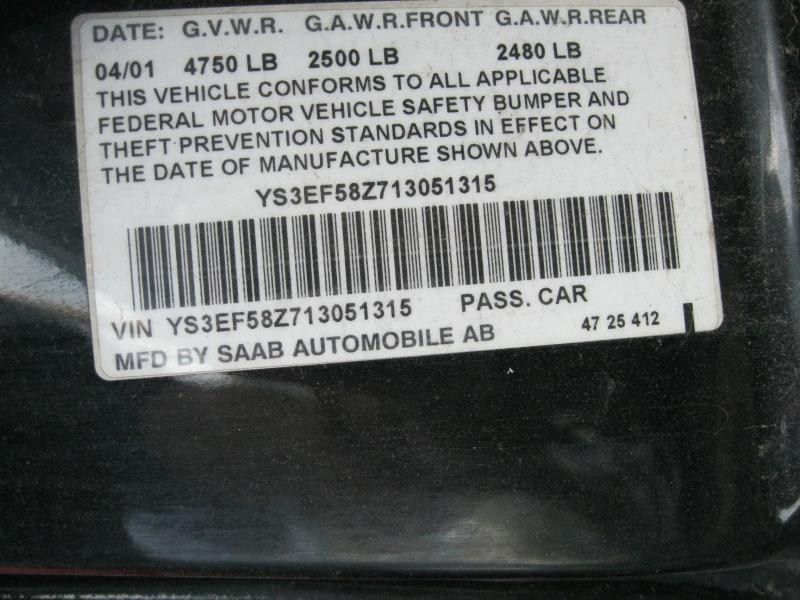 DATE: G.V.W.R. G.A.W.R.FRONT G.A.W.R.REAR
04/01 4750 LB 2500 LB 2480 LB
THIS VEHICLE CONFORMS TO ALL APPLICABLE
FEDERAL MOTOR VEHICLE SAFETY BUMPER AND
THEFT PREVENTION STANDARDS IN EFFECT ON
THE DATE OF MANUFACTURE SHOWN ABOVE.
YS3EF58Z713051315
VIN YS3EF58Z713051315 PASS. CAR
MFD BY SAAB AUTOMOBILE AB 47 25 412